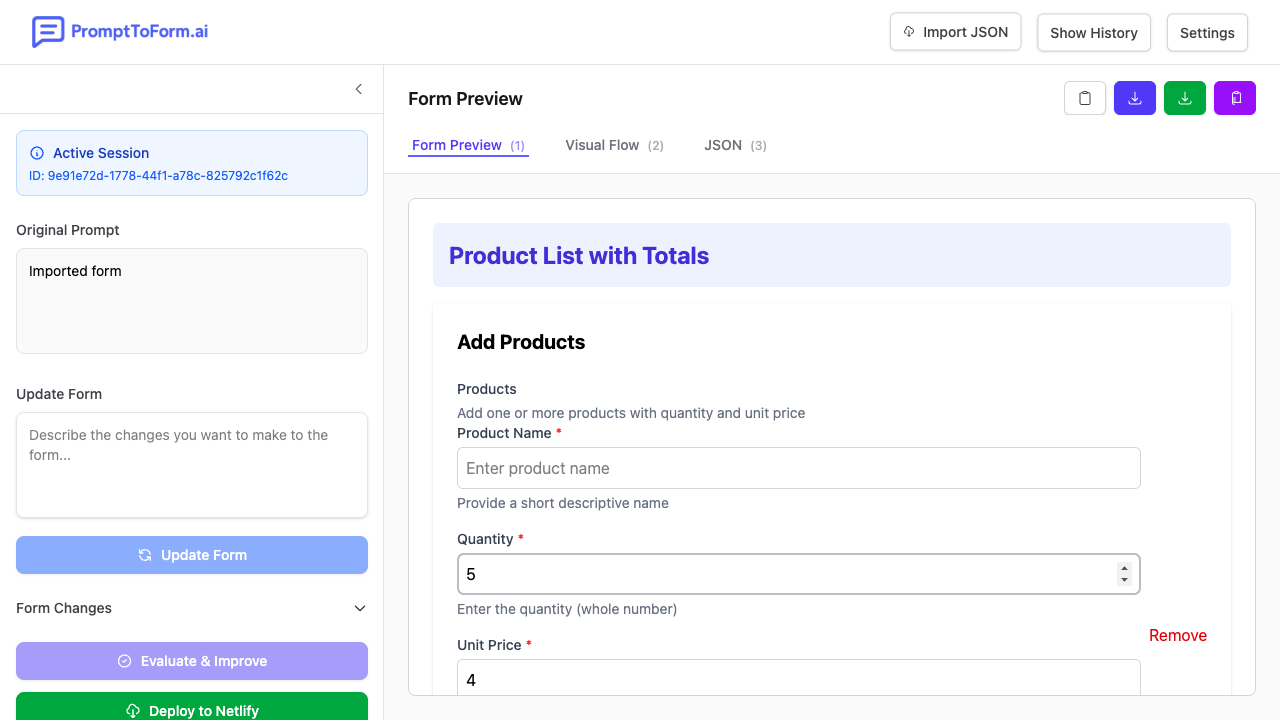 PromptToForm.ai
Import JSON
Show History
Settings
Active Session
ID: 9e91e72d-1778-44f1-a78c-825792c1f62c
Original Prompt
Imported form
Update Form
Describe the changes you want to make to the
form...
Update Form
Form Changes
Evaluate & Improve
Deploy to Netlify
Form Preview
Form Preview (1)
Visual Flow (2)
JSON (3)
Product List with Totals
Add Products
Products
Add one or more products with quantity and unit price
Product Name *
Enter product name
Provide a short descriptive name
Quantity *
5
Enter the quantity (whole number)
Remove
Unit Price *
4